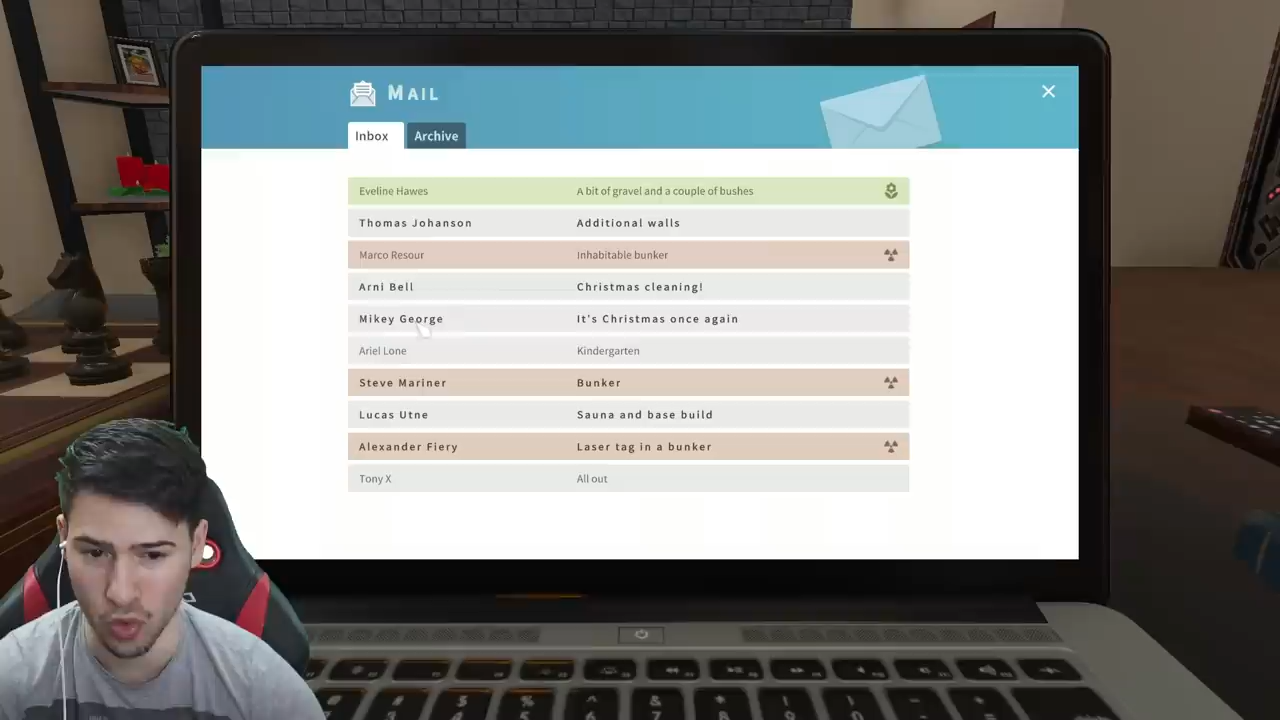 MAIL
Inbox Archive
Eveline Hawes A bit of gravel and a couple of bushes
Thomas Johanson Additional walls
Marco Resour Inhabitable bunker
Arni Bell Christmas cleaning!
Mikey George It's Christmas once again
Ariel Lone Kindergarten
Steve Mariner Bunker
Lucas Utne Sauna and base build
Alexander Fiery Laser tag in a bunker
Tony X All out